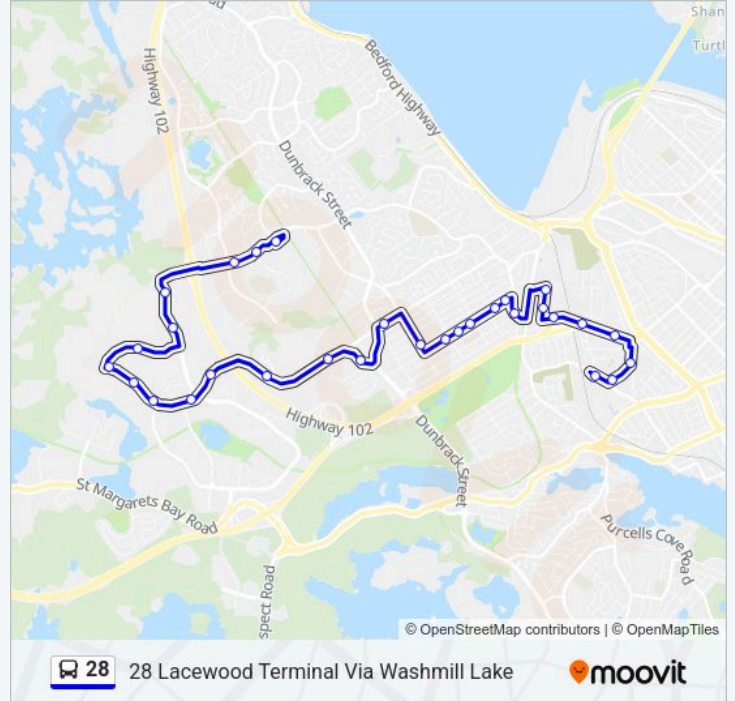 ad
Shan
Turtl
Highway 102
Bedford Highway
Dunbrack Street
Highway 102
Dunbrack Street
St Margarets Bay Road
Purcells Cove Road
spect Road
© OpenStreetMap contributors | © OpenMapTiles
28 28 Lacewood Terminal Via Washmill Lake moovit